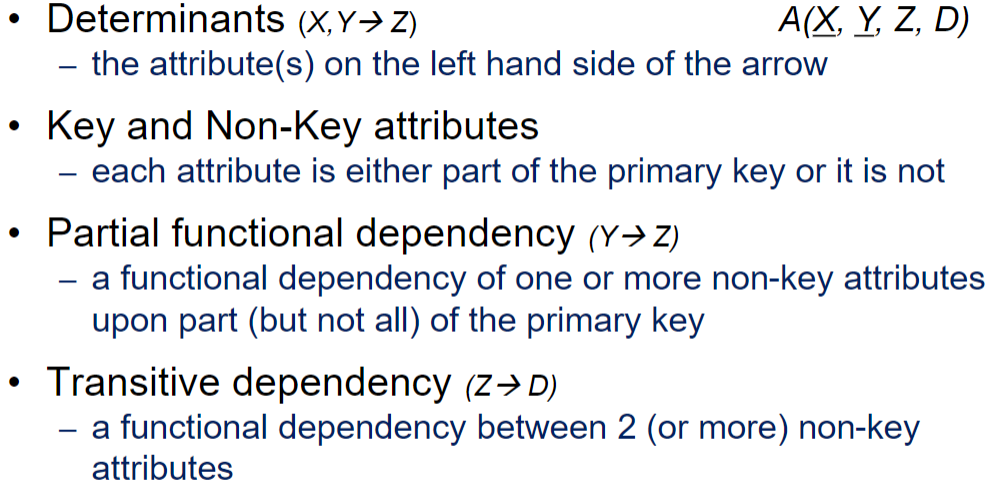 • Determinants (X,Y→ Z) A(X, Y, Z, D)
– the attribute(s) on the left hand side of the arrow
• Key and Non-Key attributes
– each attribute is either part of the primary key or it is not
• Partial functional dependency (Y→ Z)
– a functional dependency of one or more non-key attributes
upon part (but not all) of the primary key
• Transitive dependency (Z→ D)
– a functional dependency between 2 (or more) non-key
attributes